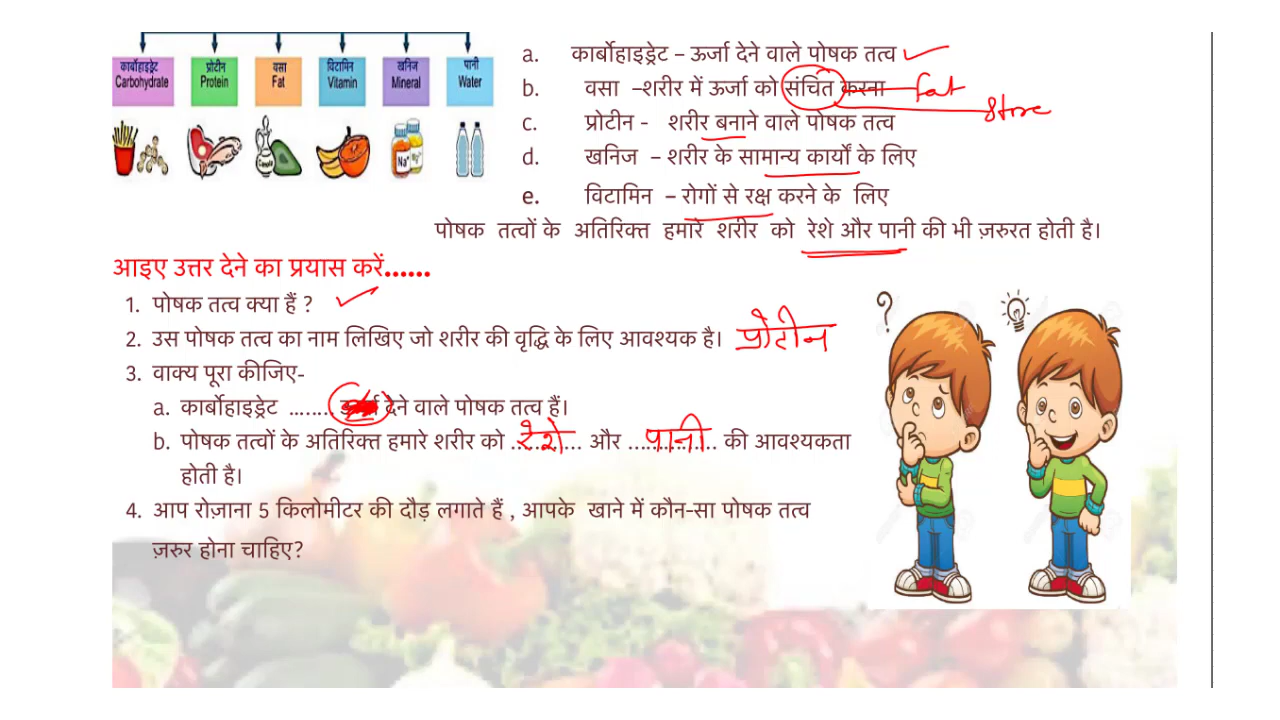 कार्बोहाइड्रेट प्रोटीन वसा विटामिन खनिज पानी
Carbohydrate Protein Fat Vitamin Mineral Water
a. कार्बोहाइड्रेट – ऊर्जा देने वाले पोषक तत्व
b. वसा –शरीर में ऊर्जा को संचित करना Fat
Store
c. प्रोटीन - शरीर बनाने वाले पोषक तत्व
d. खनिज – शरीर के सामान्य कार्यों के लिए
e. विटामिन – रोगों से रक्ष करने के लिए
पोषक तत्वों के अतिरिक्त हमारे शरीर को रेशे और पानी की भी ज़रुरत होती है।
आइए उत्तर देने का प्रयास करें......
1. पोषक तत्व क्या हैं ?
2. उस पोषक तत्व का नाम लिखिए जो शरीर की वृद्धि के लिए आवश्यक है। प्रोटीन
3. वाक्य पूरा कीजिए-
a. कार्बोहाइड्रेट ........ देने वाले पोषक तत्व हैं।
b. पोषक तत्वों के अतिरिक्त हमारे शरीर को रेशे और पानी की आवश्यकता
होती है।
4. आप रोज़ाना 5 किलोमीटर की दौड़ लगाते हैं , आपके खाने में कौन-सा पोषक तत्व
ज़रुर होना चाहिए?